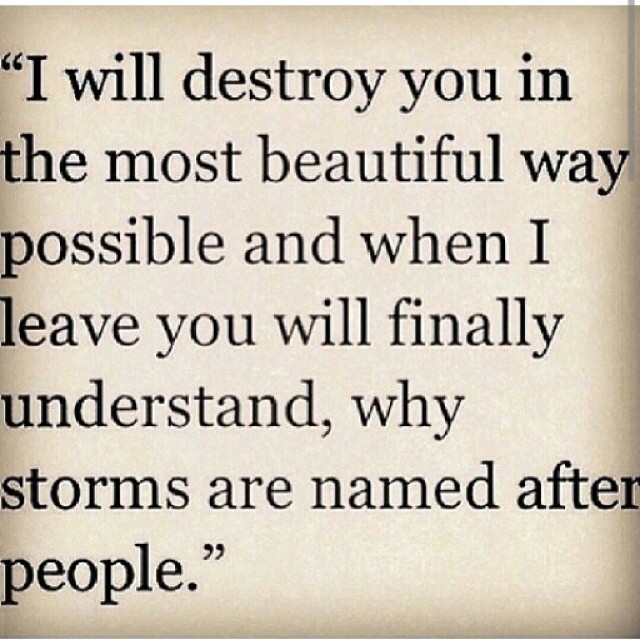 “I will destroy you in
the most beautiful way
possible and when I
leave you will finally
understand, why
storms are named after
people.”